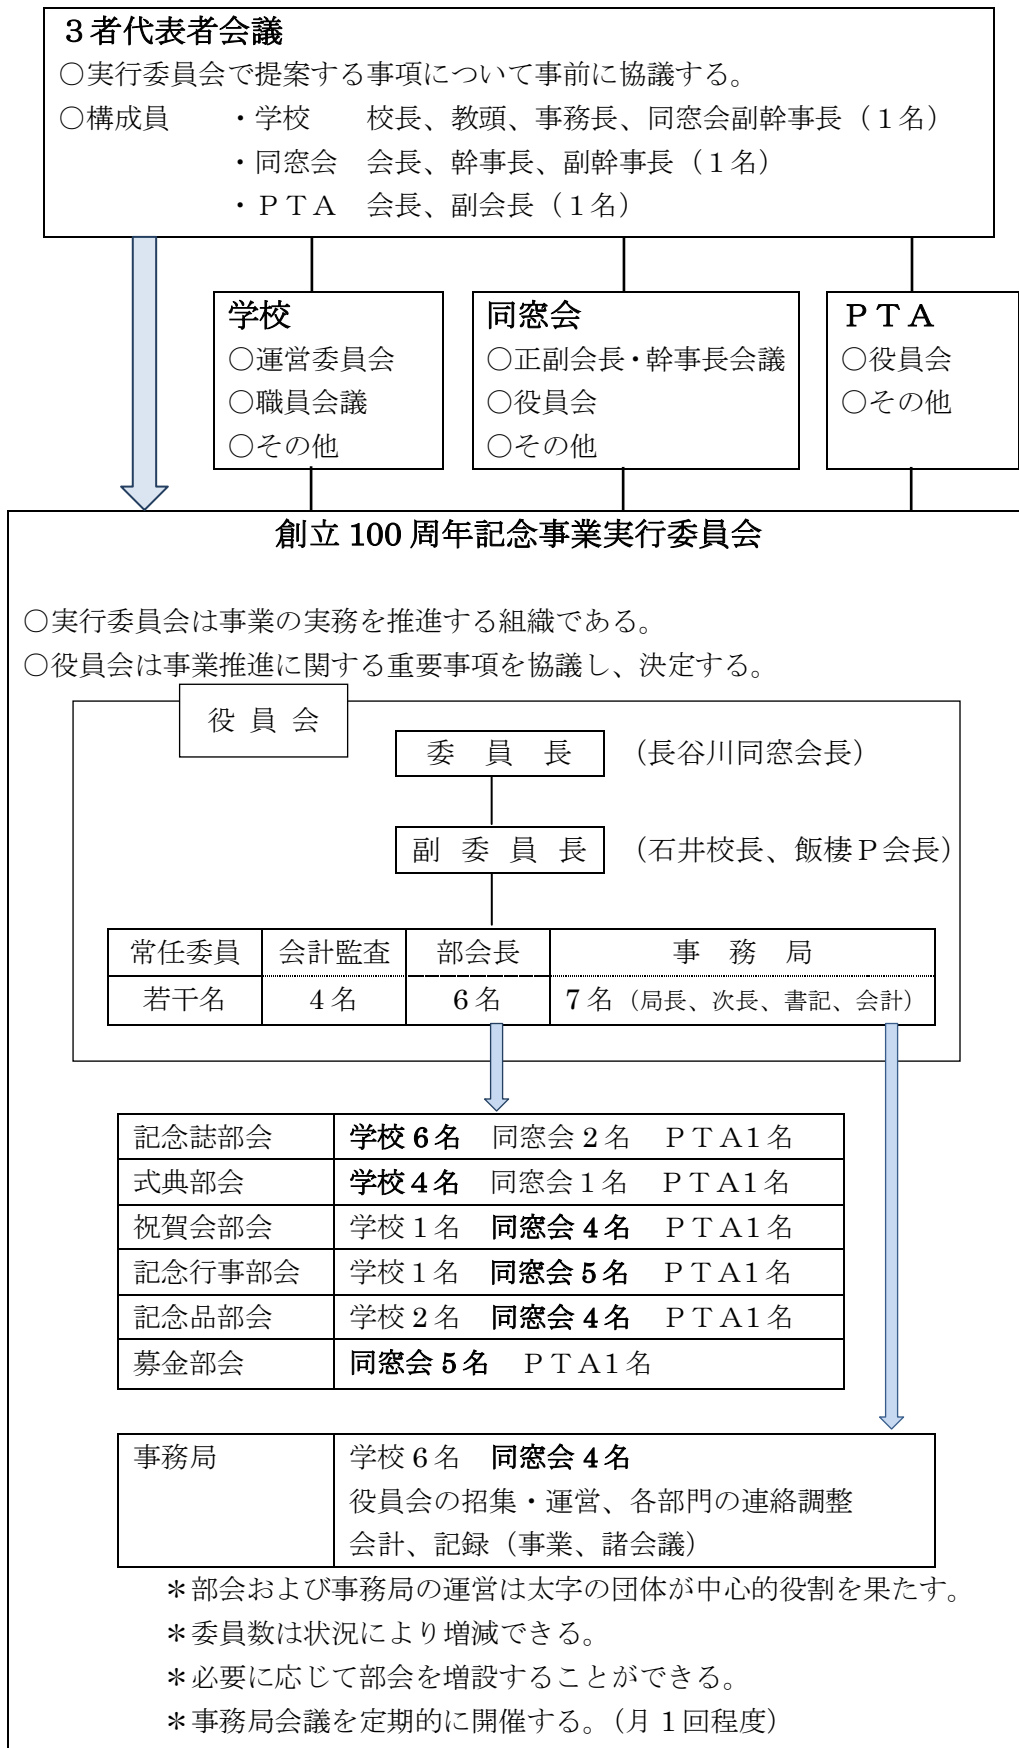 3者代表者会議
○実行委員会で提案する事項について事前に協議する。
○構成員 ・学校 校長、教頭、事務長、同窓会副幹事長(1名)
・同窓会 会長、幹事長、副幹事長(1名)
・PTA 会長、副会長(1名)
学校
○運営委員会
○職員会議
○その他
同窓会
○正副会長・幹事長会議
○役員会
○その他
PTA
○役員会
○その他
創立100周年記念事業実行委員会
○実行委員会は事業の実務を推進する組織である。
○役員会は事業推進に関する重要事項を協議し、決定する。
役員会
委員長 (長谷川同窓会長)
副委員長 (石井校長、飯棲P会長)
常任委員 会計監査 部会長 事務局
若干名 4名 6名 7名(局長、次長、書記、会計)
記念誌部会 学校6名 同窓会2名 PTA1名
式典部会 学校4名 同窓会1名 PTA1名
祝賀会部会 学校1名 同窓会4名 PTA1名
記念行事部会 学校1名 同窓会5名 PTA1名
記念品部会 学校2名 同窓会4名 PTA1名
募金部会 同窓会5名 PTA1名
事務局 学校6名 同窓会4名
役員会の招集・運営、各部門の連絡調整
会計、記録(事業、諸会議)
*部会および事務局の運営は太字の団体が中心的役割を果たす。
*委員数は状況により増減できる。
*必要に応じて部会を増設することができる。
*事務局会議を定期的に開催する。(月1回程度)